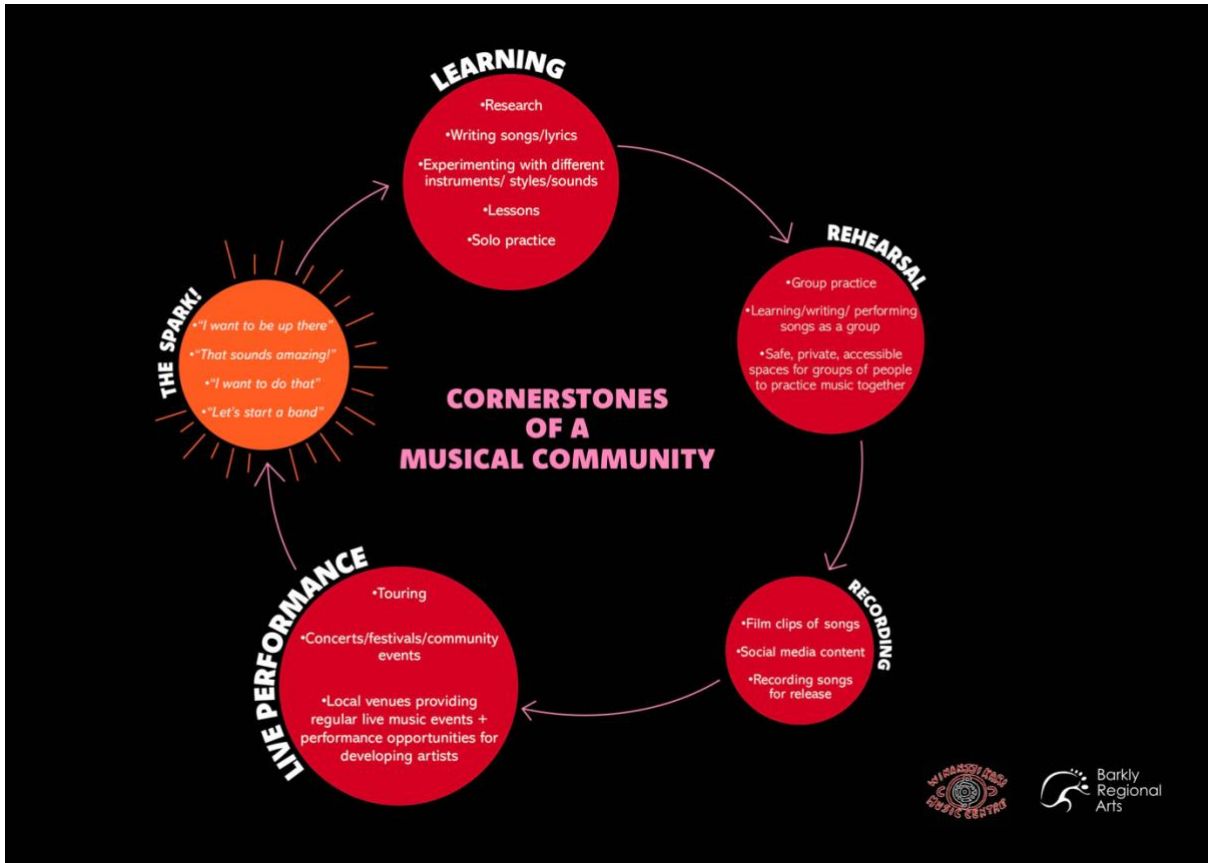 CORNERSTONES
OF A
MUSICAL COMMUNITY
THE SPARK!
•“I want to be up there”
•“That sounds amazing!”
•“I want to do that”
•“Let’s start a band”
LEARNING
•Research
•Writing songs/lyrics
•Experimenting with different
instruments/ styles/sounds
•Lessons
•Solo practice
REHEARSAL
•Group practice
•Learning/writing/ performing
songs as a group
•Safe, private, accessible
spaces for groups of people
to practice music together
RECORDING
•Film clips of songs
•Social media content
•Recording songs
for release
LIVE PERFORMANCE
•Touring
•Concerts/festivals/community
events
•Local venues providing
regular live music events +
performance opportunities for
developing artists
WINANJJIKARI
MUSIC CENTRE
Barkly
Regional
Arts